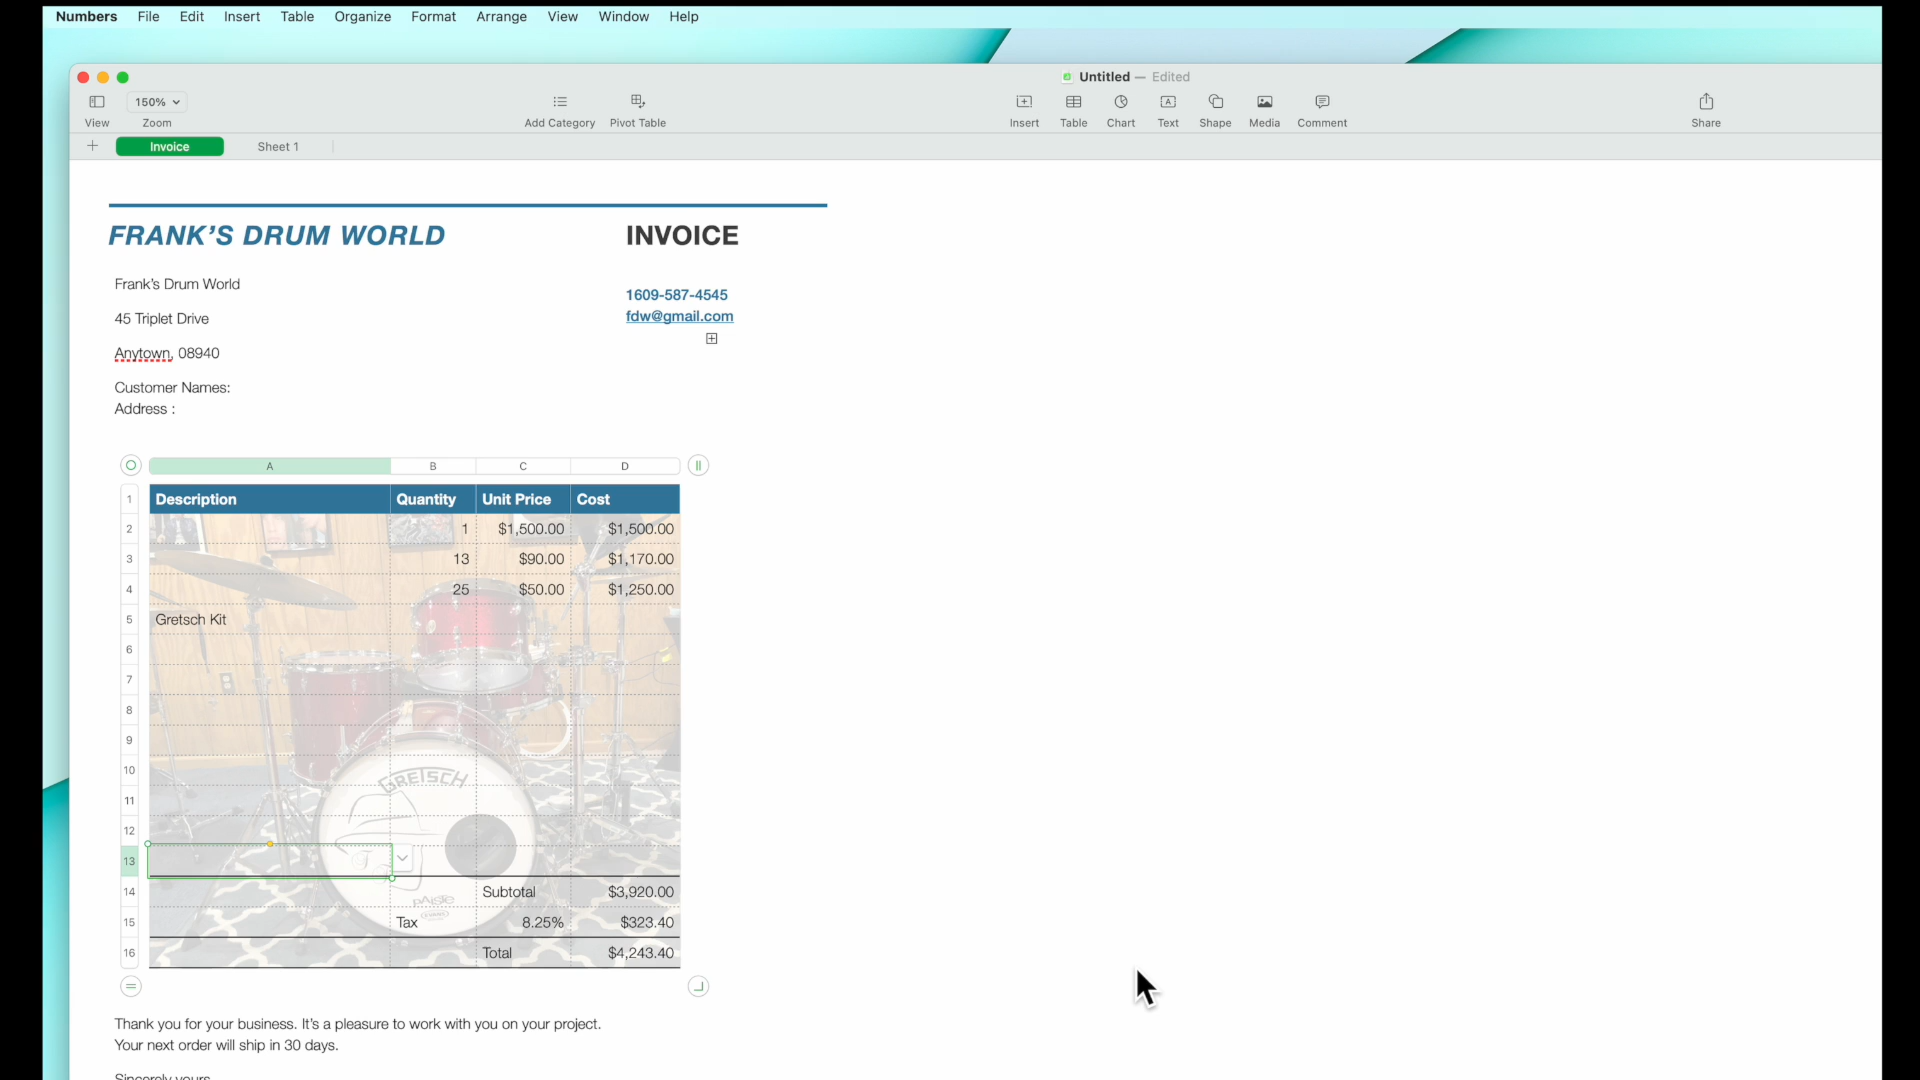 Numbers File Edit Insert Table Organize Format Arrange View Window Help
Untitled — Edited
150%
View Zoom Add Category Pivot Table Insert Table Chart Text Shape Media Comment Share
Invoice Sheet 1
FRANK'S DRUM WORLD INVOICE
Frank's Drum World
1609-587-4545
45 Triplet Drive fdw@gmail.com
Anytown, 08940
Customer Names:
Address :
A B C D
1 Description Quantity Unit Price Cost
2 1 $1,500.00 $1,500.00
3 13 $90.00 $1,170.00
4 25 $50.00 $1,250.00
5 Gretsch Kit
6
7
8
9
10 GRETSCH
11
12
13
14 Subtotal $3,920.00
PAISTE
15 Tax 8.25% $323.40
16 Total $4,243.40
Thank you for your business. It's a pleasure to work with you on your project.
Your next order will ship in 30 days.
Sincerely yours